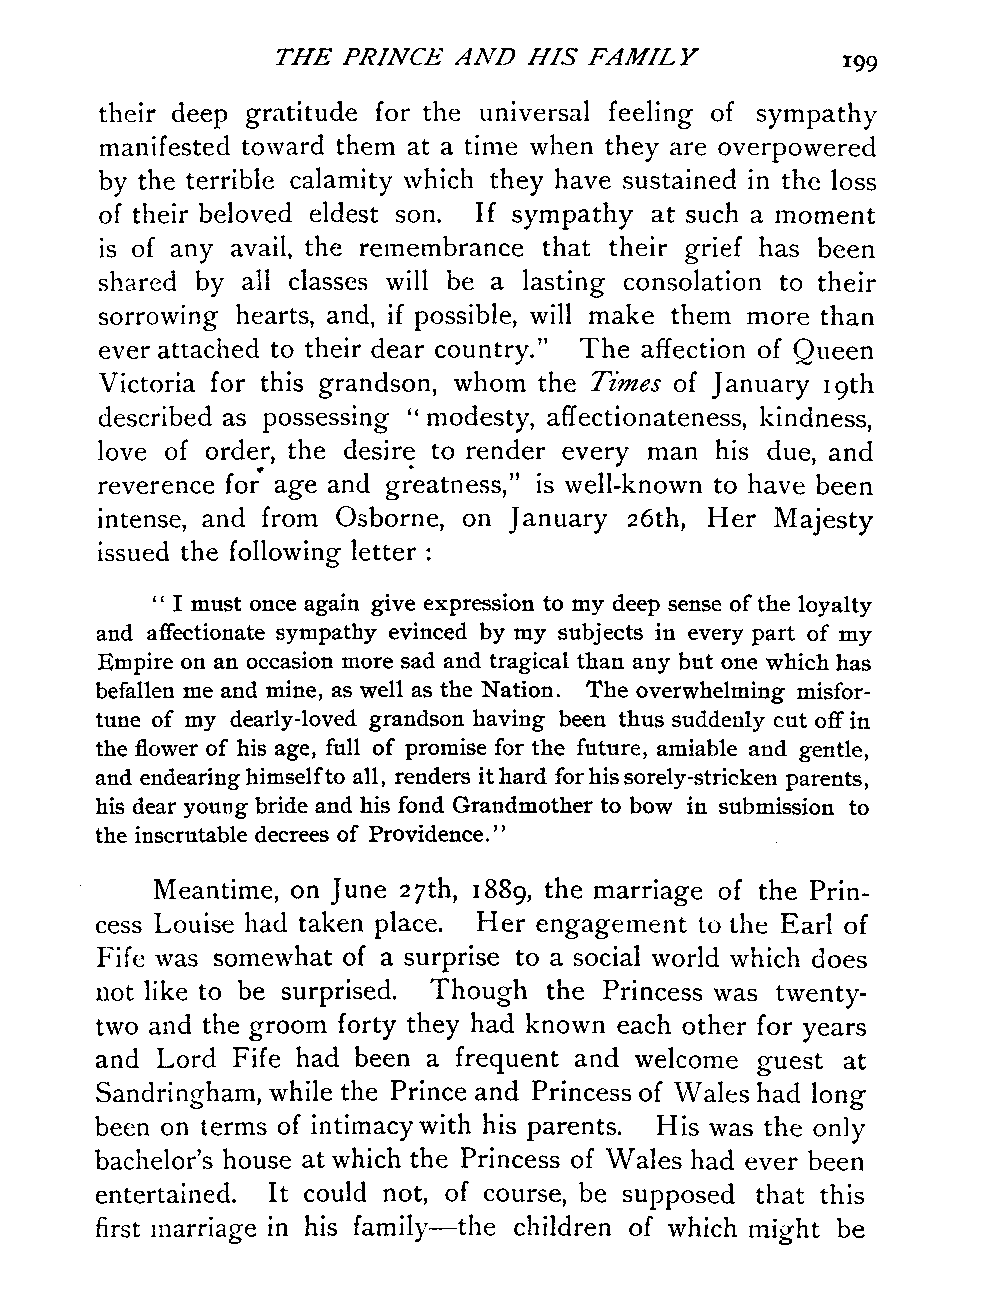 THE PRINCE AND HIS FAMILY 199
their deep gratitude for the universal feeling of sympathy
manifested toward them at a time when they are overpowered
by the terrible calamity which they have sustained in the loss
of their beloved eldest son. If sympathy at such a moment
is of any avail, the remembrance that their grief has been
shared by all classes will be a lasting consolation to their
sorrowing hearts, and, if possible, will make them more than
ever attached to their dear country." The affection of Queen
Victoria for this grandson, whom the Times of January 19th
described as possessing "modesty, affectionateness, kindness,
love of order, the desire to render every man his due, and
reverence for age and greatness," is well-known to have been
intense, and from Osborne, on January 26th, Her Majesty
issued the following letter :
"I must once again give expression to my deep sense of the loyalty
and affectionate sympathy evinced by my subjects in every part of my
Empire on an occasion more sad and tragical than any but one which has
befallen me and mine, as well as the Nation. The overwhelming misfor-
tune of my dearly-loved grandson having been thus suddenly cut off in
the flower of his age, full of promise for the future, amiable and gentle,
and endearing himself to all, renders it hard for his sorely-stricken parents,
his dear young bride and his fond Grandmother to bow in submission to
the inscrutable decrees of Providence."
Meantime, on June 27th, 1889, the marriage of the Prin-
cess Louise had taken place. Her engagement to the Earl of
Fife was somewhat of a surprise to a social world which does
not like to be surprised. Though the Princess was twenty-
two and the groom forty they had known each other for years
and Lord Fife had been a frequent and welcome guest at
Sandringham, while the Prince and Princess of Wales had long
been on terms of intimacy with his parents. His was the only
bachelor's house at which the Princess of Wales had ever been
entertained. It could not, of course, be supposed that this
first marriage in his family—the children of which might be